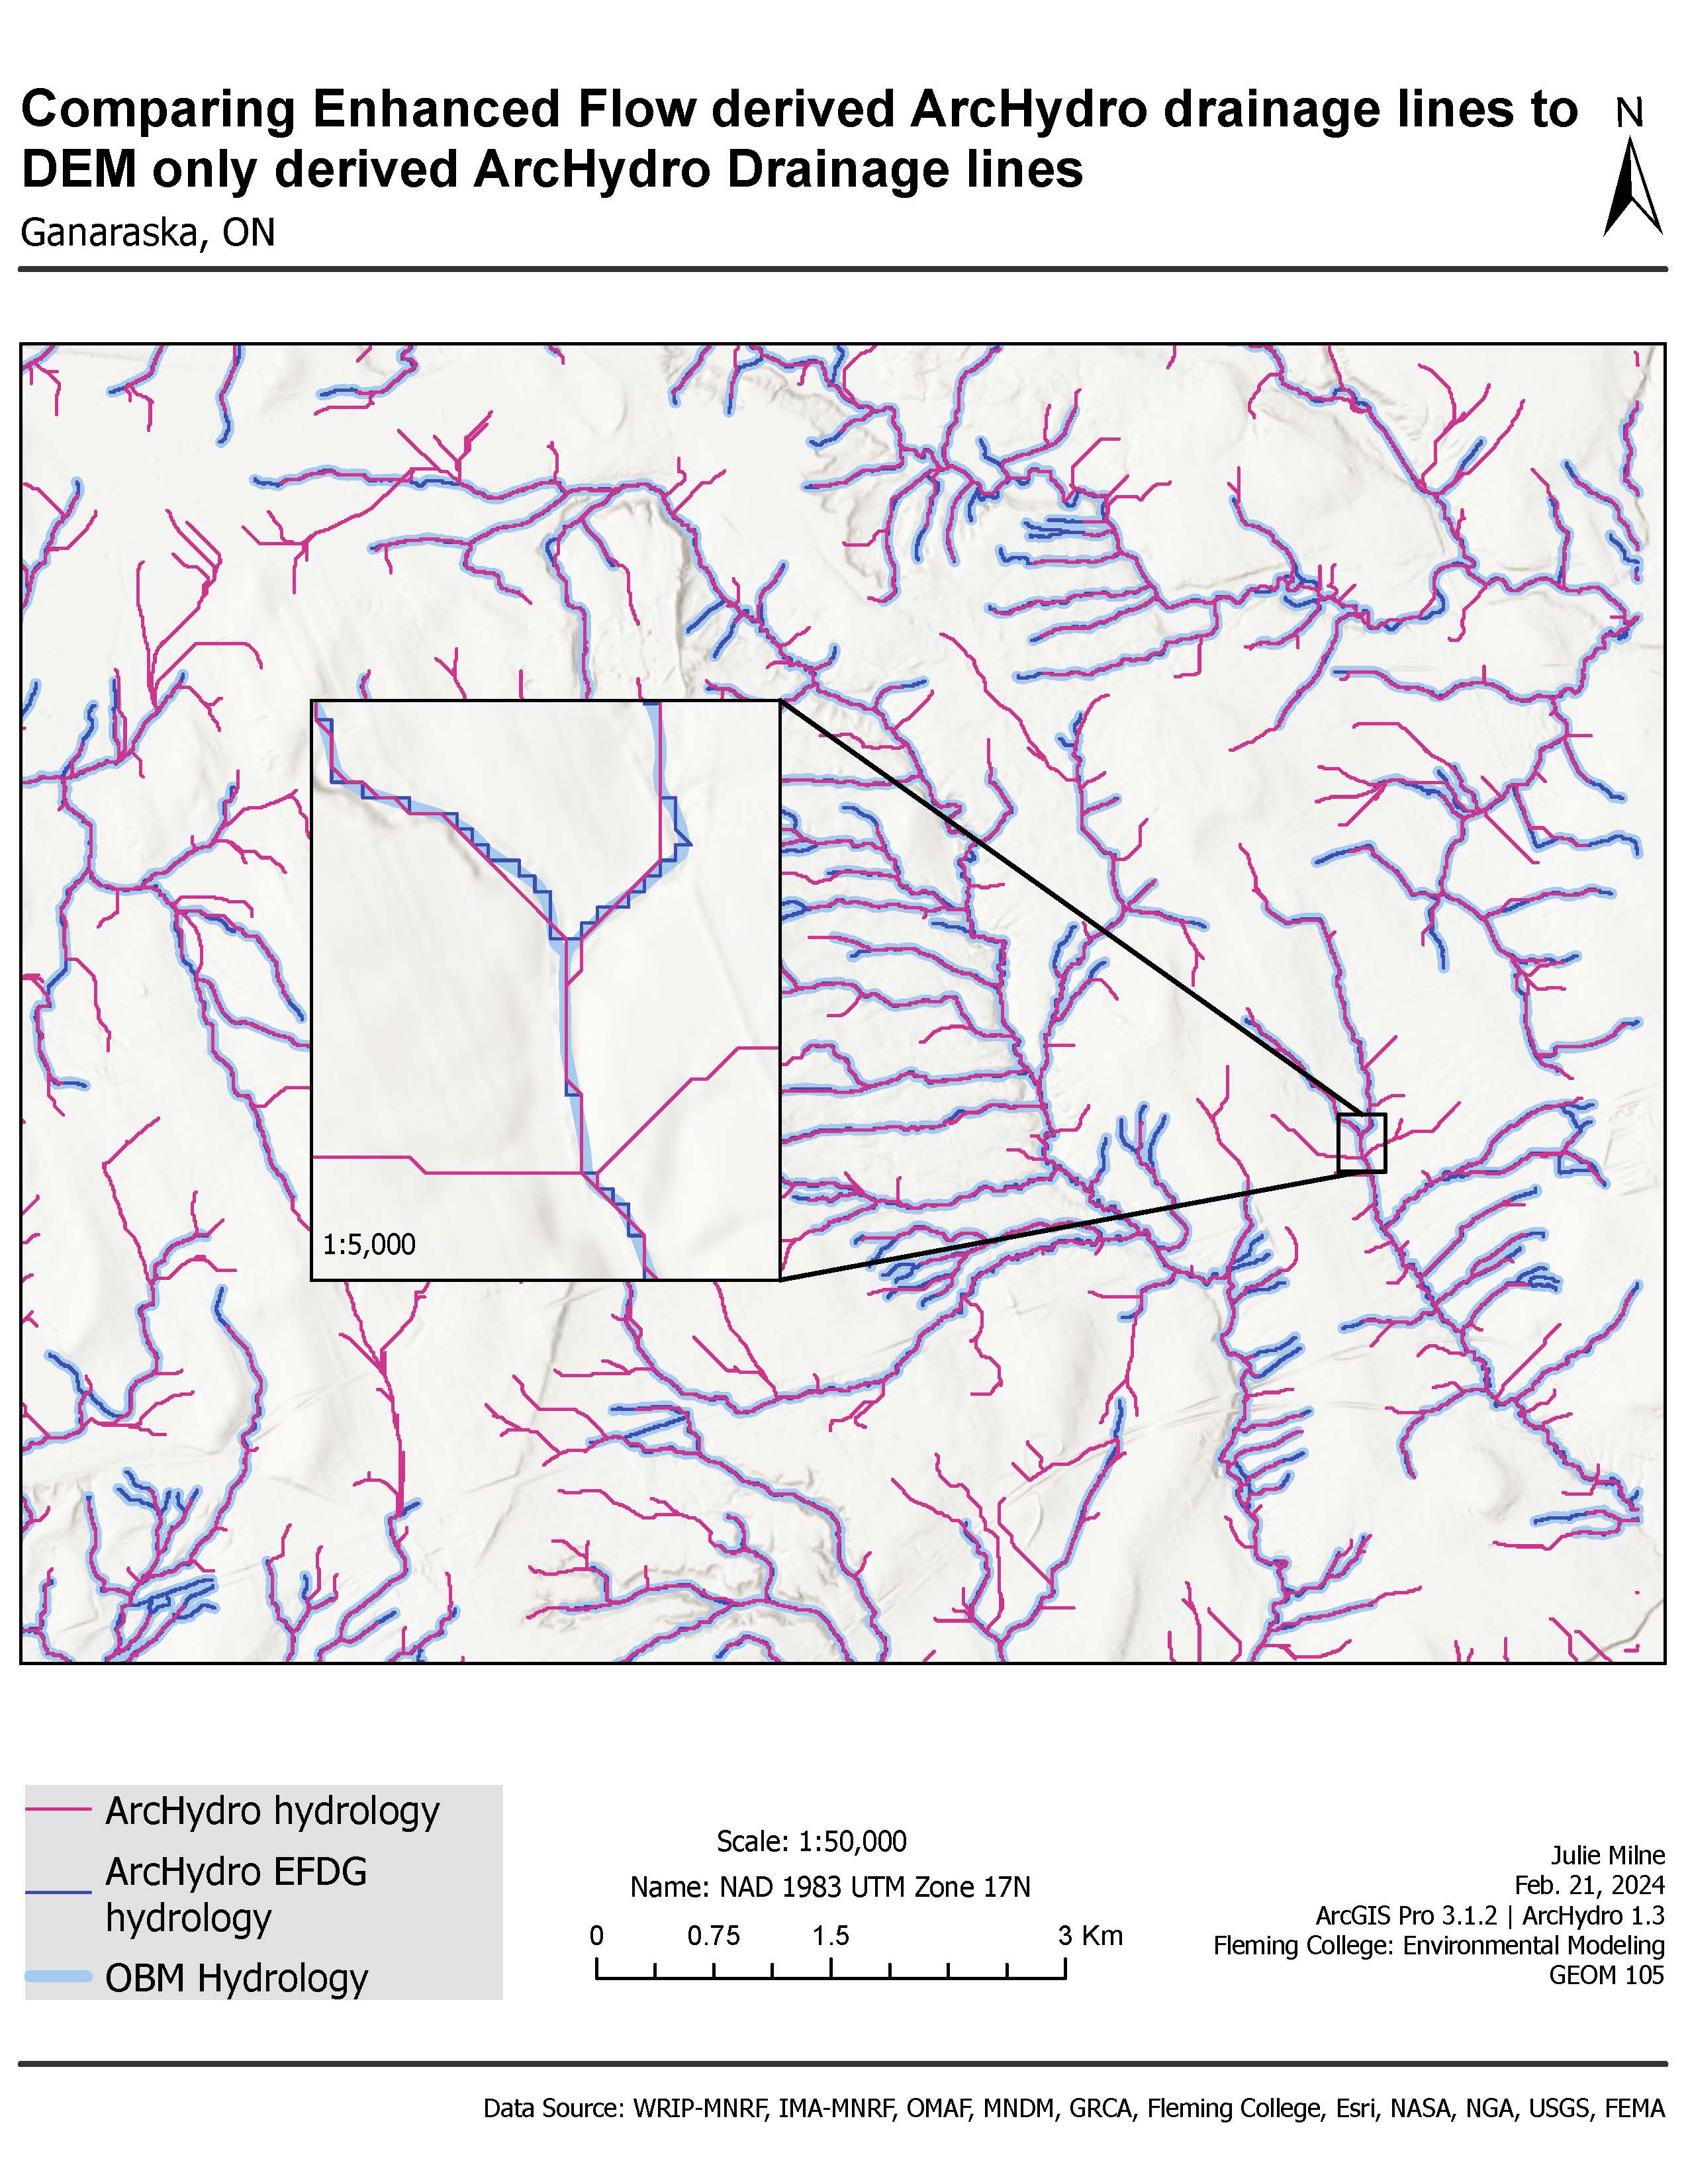 Comparing Enhanced Flow derived ArcHydro drainage lines to
DEM only derived ArcHydro Drainage lines
N
Ganaraska, ON
1:5,000
ArcHydro hydrology
ArcHydro EFDG
hydrology
OBM Hydrology
Scale: 1:50,000
Name: NAD 1983 UTM Zone 17N
0 0.75 1.5 3 Km
Julie Milne
Feb. 21, 2024
ArcGIS Pro 3.1.2 | ArcHydro 1.3
Fleming College: Environmental Modeling
GEOM 105
Data Source: WRIP-MNRF, IMA-MNRF, OMAF, MNDM, GRCA, Fleming College, Esri, NASA, NGA, USGS, FEMA